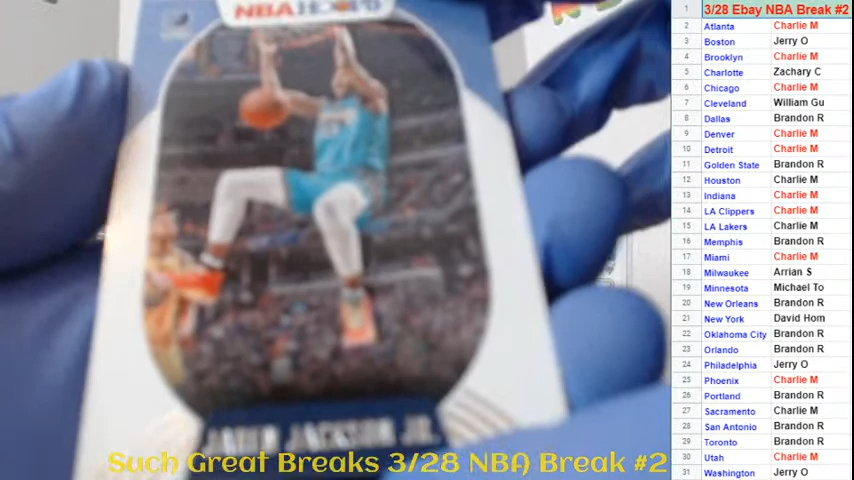 NBA HOOPS
JAREN JACKSON JR.
Such Great Breaks 3/28 NBA Break #2
1 3/28 Ebay NBA Break #2
2 Atlanta Charlie M
3 Boston Jerry O
4 Brooklyn Charlie M
5 Charlotte Zachary C
6 Chicago Charlie M
7 Cleveland William Gu
8 Dallas Brandon R
9 Denver Charlie M
10 Detroit Charlie M
11 Golden State Brandon R
12 Houston Charlie M
13 Indiana Charlie M
14 LA Clippers Charlie M
15 LA Lakers Charlie M
16 Memphis Brandon R
17 Miami Charlie M
18 Milwaukee Arrian S
19 Minnesota Michael To
20 New Orleans Brandon R
21 New York David Hom
22 Oklahoma City Brandon R
23 Orlando Brandon R
24 Philadelphia Jerry O
25 Phoenix Charlie M
26 Portland Brandon R
27 Sacramento Charlie M
28 San Antonio Brandon R
29 Toronto Brandon R
30 Utah Charlie M
31 Washington Jerry O